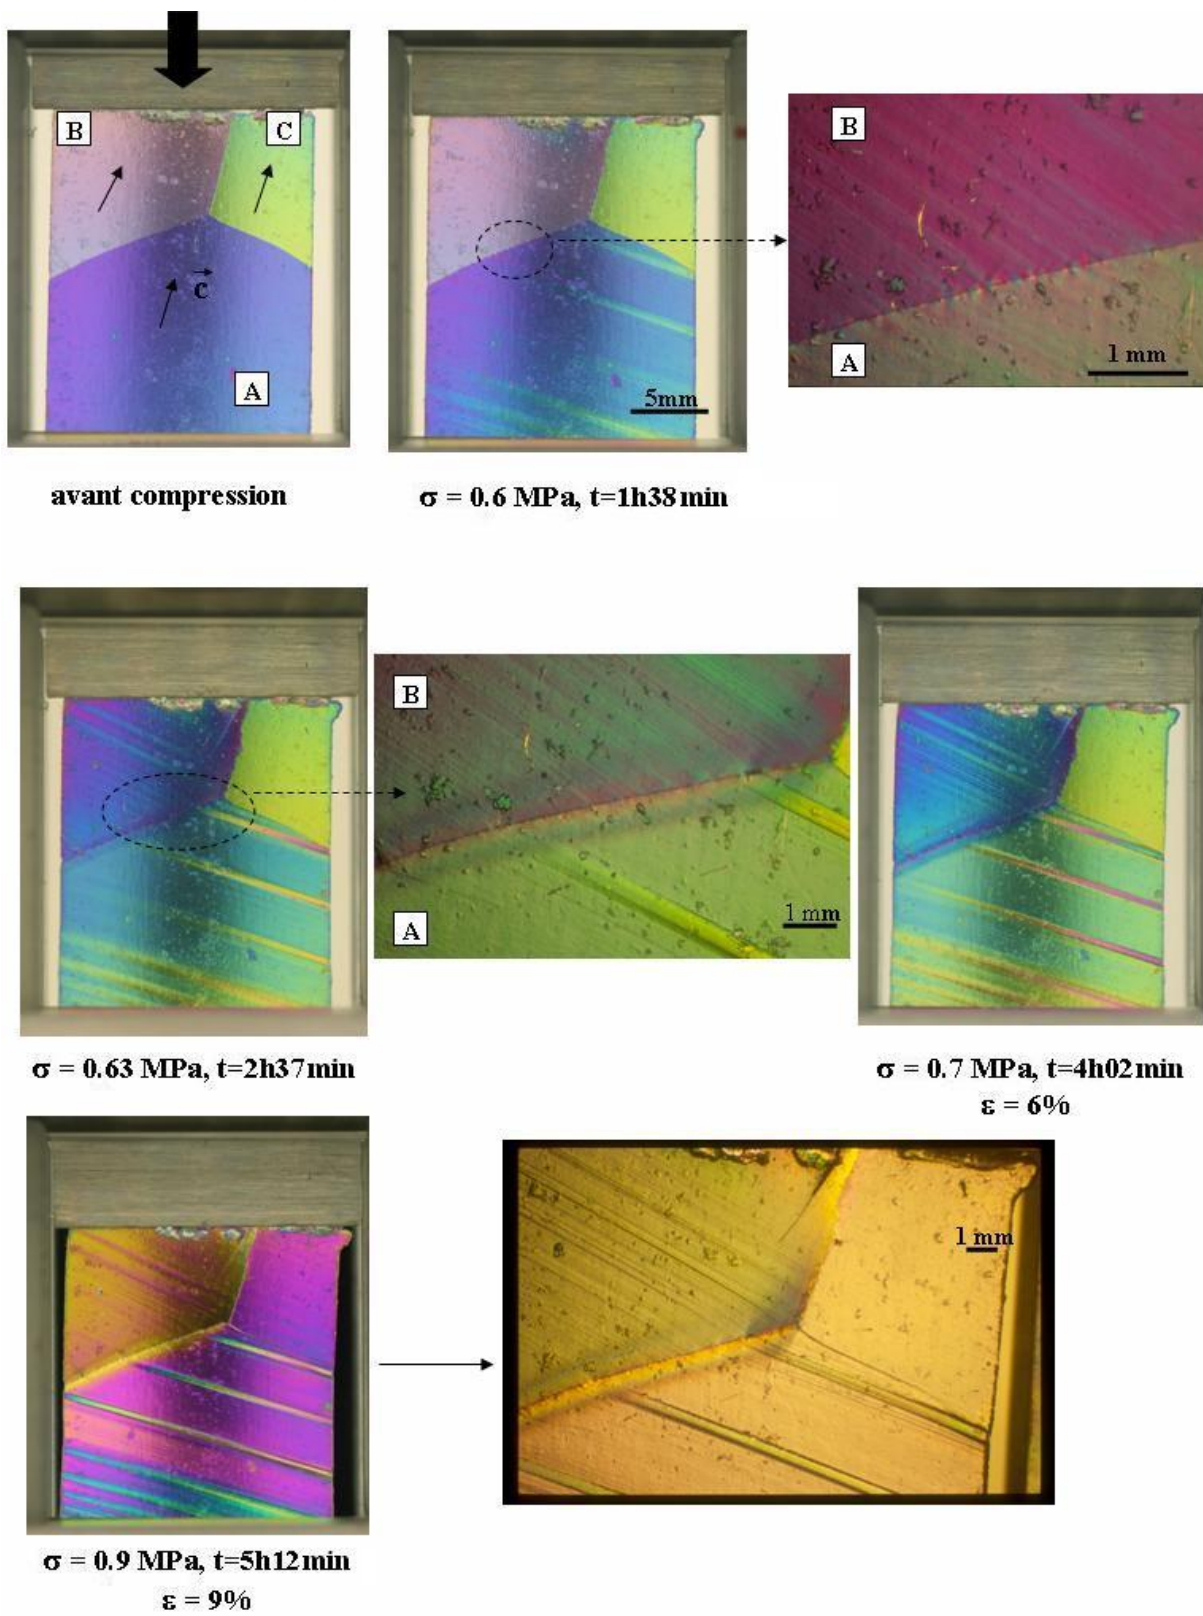 B
C
c
A
5mm
B
A
1 mm
avant compression
σ = 0.6 MPa, t=1h38min
B
A
1 mm
σ = 0.63 MPa, t=2h37min
σ = 0.7 MPa, t=4h02min
ε = 6%
1 mm
σ = 0.9 MPa, t=5h12min
ε = 9%